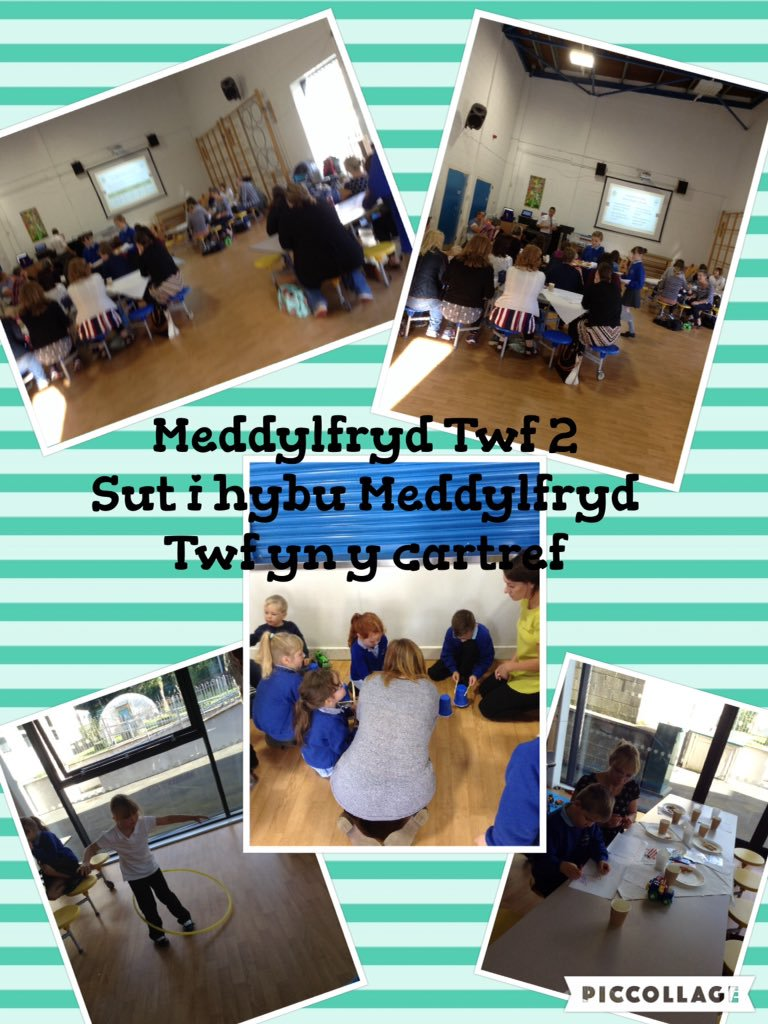 Meddylfryd Twf 2
Sut i hybu Meddylfryd
Twf yn y cartref
PICCOLLAGE